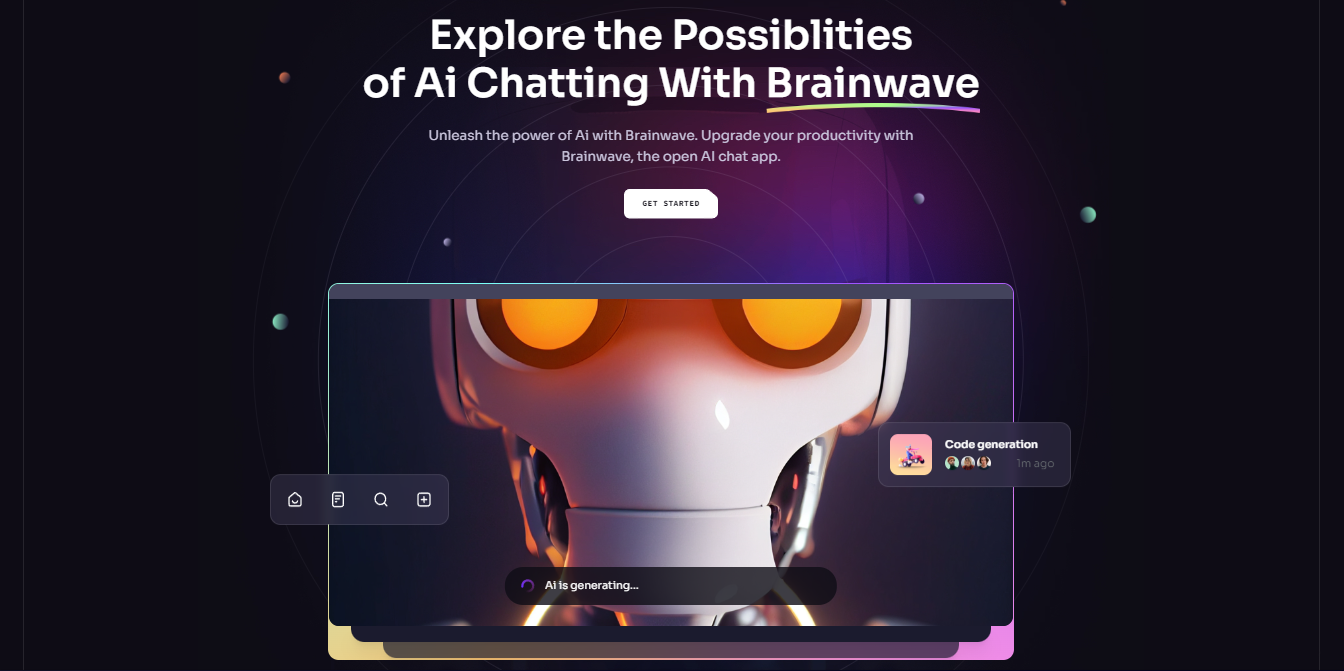 Explore the Possiblities
of Ai Chatting With Brainwave
Unleash the power of Ai with Brainwave. Upgrade your productivity with
Brainwave, the open AI chat app.
GET STARTED
Code generation
1m ago
Ai is generating...